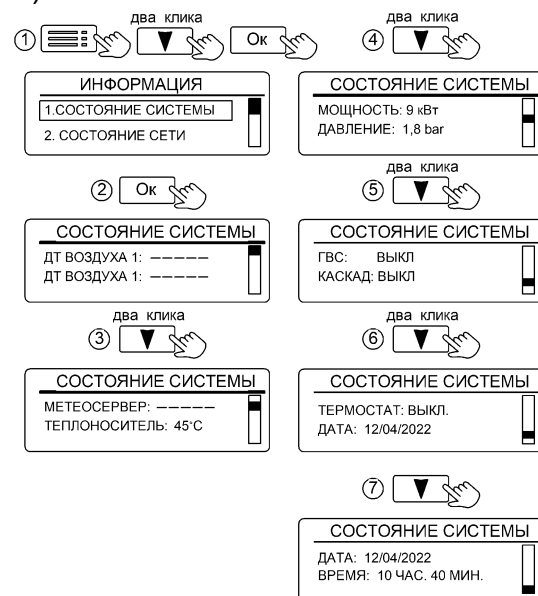 два клика
1 Ок
ИНФОРМАЦИЯ
1.СОСТОЯНИЕ СИСТЕМЫ
2. СОСТОЯНИЕ СЕТИ
2 Ок
СОСТОЯНИЕ СИСТЕМЫ
ДТ ВОЗДУХА 1: –––––
ДТ ВОЗДУХА 1: –––––
два клика
3
СОСТОЯНИЕ СИСТЕМЫ
МЕТЕОСЕРВЕР: –––––
ТЕПЛОНОСИТЕЛЬ: 45°С
два клика
4
СОСТОЯНИЕ СИСТЕМЫ
МОЩНОСТЬ: 9 кВт
ДАВЛЕНИЕ: 1,8 bar
два клика
5
СОСТОЯНИЕ СИСТЕМЫ
ГВС: ВЫКЛ
КАСКАД: ВЫКЛ
два клика
6
СОСТОЯНИЕ СИСТЕМЫ
ТЕРМОСТАТ: ВЫКЛ.
ДАТА: 12/04/2022
7
СОСТОЯНИЕ СИСТЕМЫ
ДАТА: 12/04/2022
ВРЕМЯ: 10 ЧАС. 40 МИН.